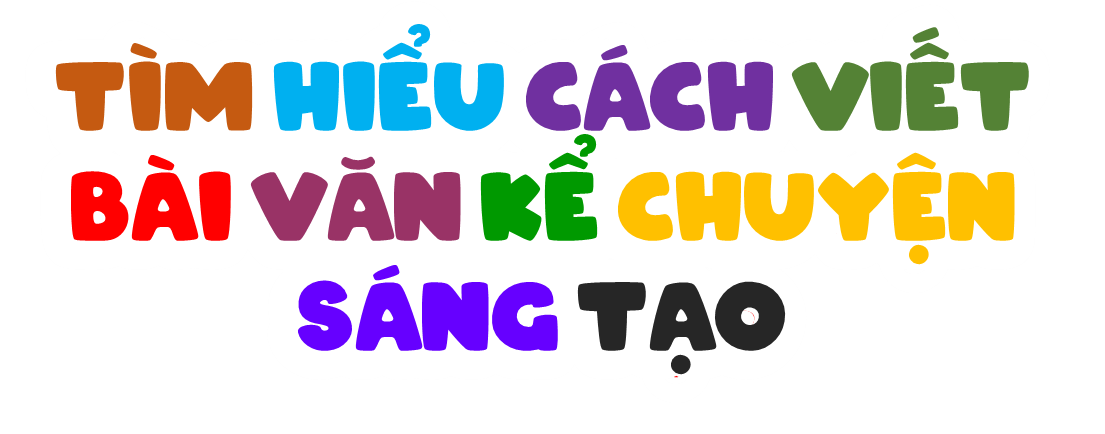 TÌM HIỂU CÁCH VIẾT
BÀI VĂN KỂ CHUYỆN
SÁNG TẠO